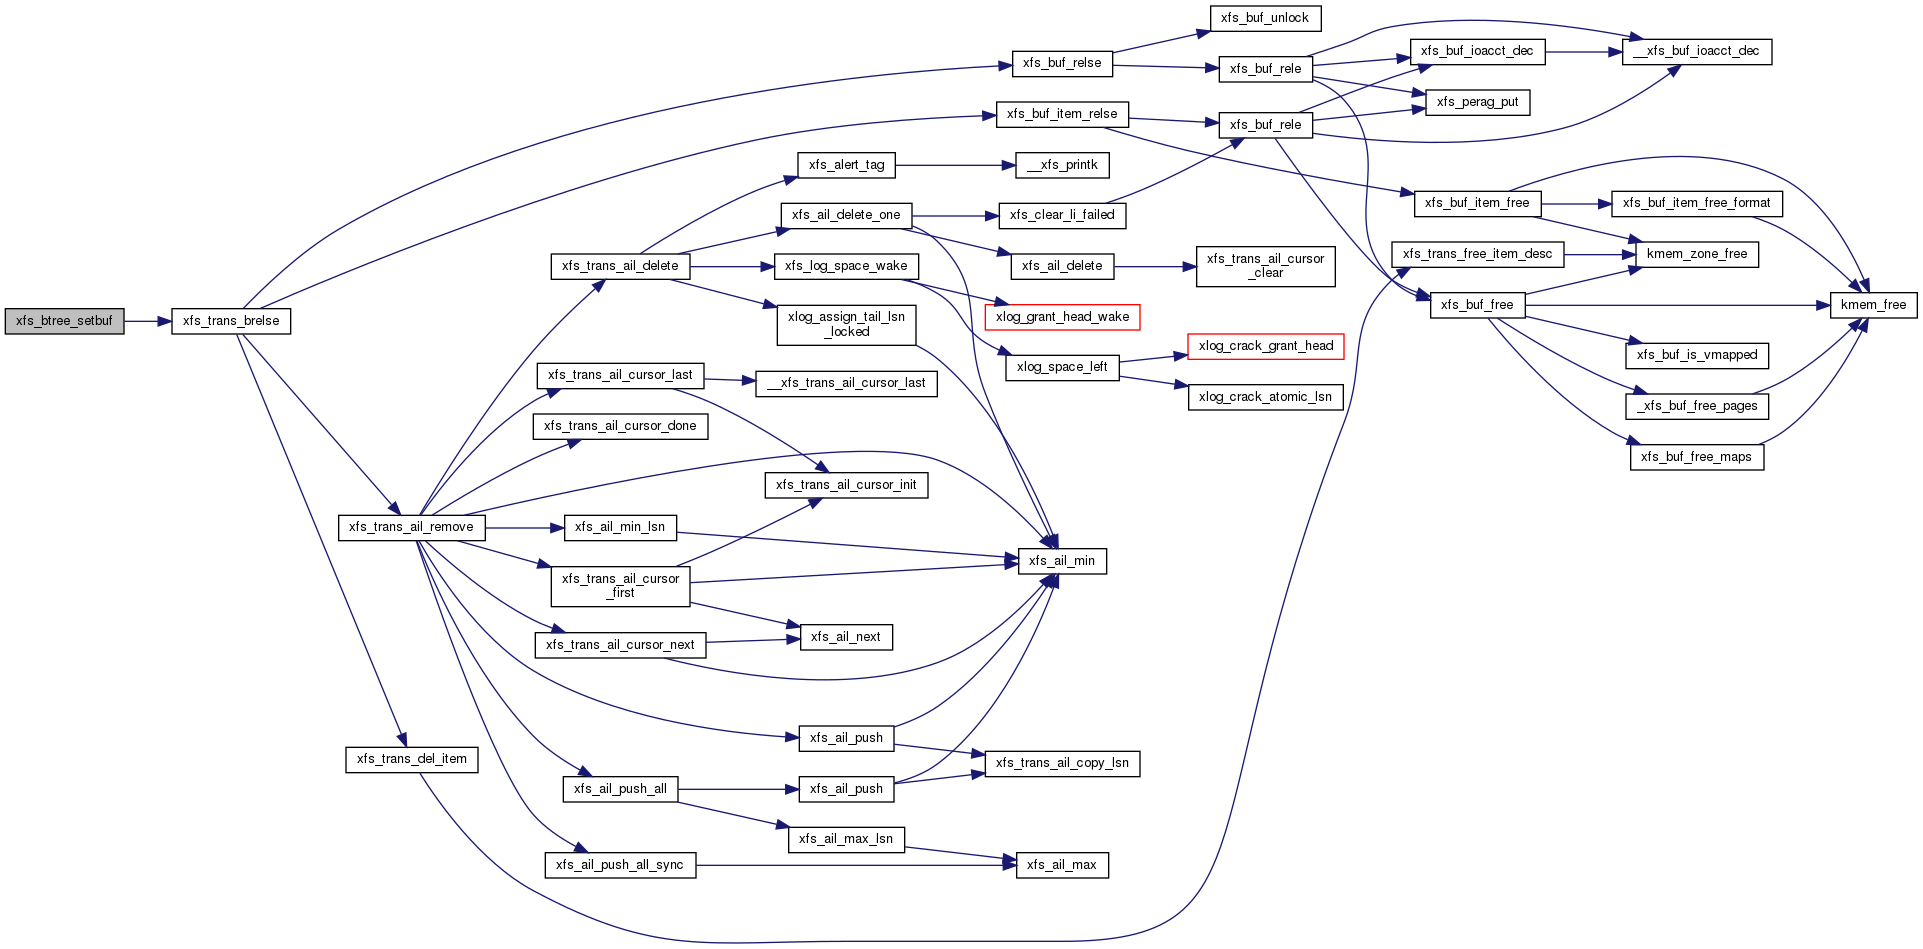 xfs_btree_setbuf
xfs_trans_brelse
xfs_buf_relse
xfs_buf_unlock
xfs_buf_rele
xfs_buf_ioacct_dec
__xfs_buf_ioacct_dec
xfs_perag_put
xfs_buf_item_relse
xfs_buf_rele
xfs_alert_tag
__xfs_printk
xfs_ail_delete_one
xfs_clear_li_failed
xfs_buf_item_free
xfs_buf_item_free_format
xfs_trans_ail_delete
xfs_log_space_wake
xfs_ail_delete
xfs_trans_ail_cursor
_clear
xfs_trans_free_item_desc
kmem_zone_free
xlog_assign_tail_lsn
_locked
xlog_grant_head_wake
xfs_buf_free
kmem_free
xlog_crack_grant_head
xlog_space_left
xfs_buf_is_vmapped
xfs_trans_ail_cursor_last
__xfs_trans_ail_cursor_last
xlog_crack_atomic_lsn
_xfs_buf_free_pages
xfs_trans_ail_cursor_done
xfs_buf_free_maps
xfs_trans_ail_cursor_init
xfs_trans_ail_remove
xfs_ail_min_lsn
xfs_ail_min
xfs_trans_ail_cursor
_first
xfs_trans_ail_cursor_next
xfs_ail_next
xfs_ail_push
xfs_trans_del_item
xfs_trans_ail_copy_lsn
xfs_ail_push_all
xfs_ail_push
xfs_ail_max_lsn
xfs_ail_push_all_sync
xfs_ail_max